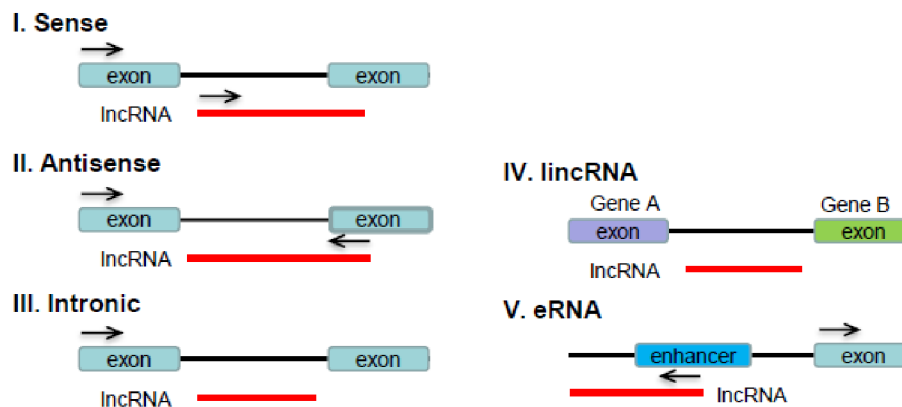 I. Sense
exon exon
lncRNA
II. Antisense
exon exon
lncRNA
III. Intronic
exon exon
lncRNA
IV. lincRNA
Gene A Gene B
exon exon
lncRNA
V. eRNA
enhancer exon
lncRNA